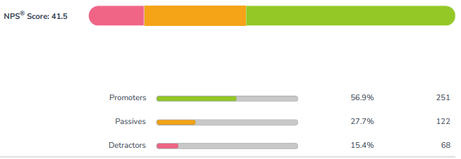 NPS® Score: 41.5
Promoters 56.9% 251
Passives 27.7% 122
Detractors 15.4% 68